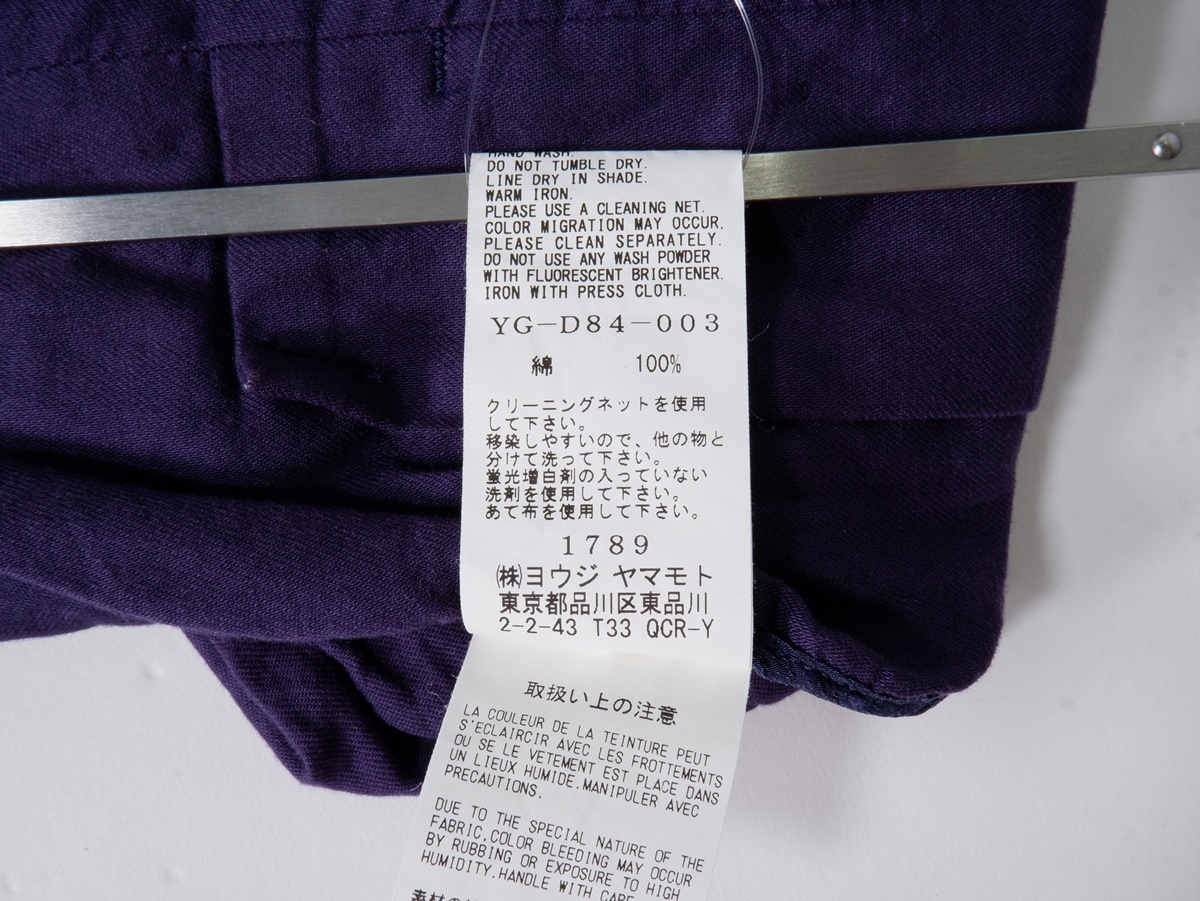 HAND WASH.
DO NOT TUMBLE DRY.
LINE DRY IN SHADE.
WARM IRON.
PLEASE USE A CLEANING NET.
COLOR MIGRATION MAY OCCUR.
PLEASE CLEAN SEPARATELY.
DO NOT USE ANY WASH POWDER
WITH FLUORESCENT BRIGHTENER.
IRON WITH PRESS CLOTH.
YG-D84-003
綿 100%
クリーニングネットを使用
して下さい。
移染しやすいので、他の物と
分けて洗って下さい。
蛍光増白剤の入っていない
洗剤を使用して下さい。
あて布を使用して下さい。
1789
㈱ヨウジ ヤマモト
東京都品川区東品川
2-2-43 T33 QCR-Y
取扱い上の注意
LA COULEUR DE LA TEINTURE PEUT
S'ECLAIRCIR AVEC LES FROTTEMENTS
OU SE LE VETEMENT EST PLACE DANS
UN LIEUX HUMIDE.MANIPULER AVEC
PRECAUTIONS.
DUE TO THE SPECIAL NATURE OF THE
FABRIC,COLOR BLEEDING MAY OCCUR
BY RUBBING OR EXPOSURE TO HIGH
HUMIDITY.HANDLE WITH CARE
素材の